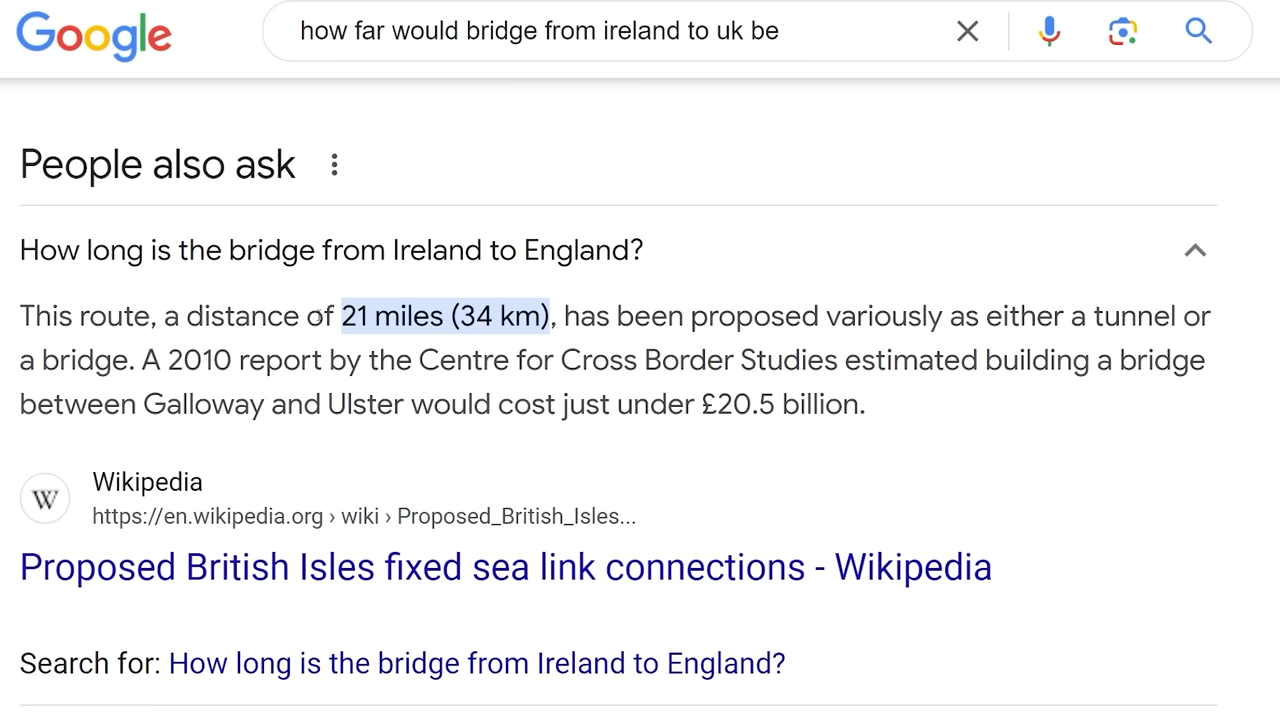 Google
how far would bridge from ireland to uk be
People also ask
How long is the bridge from Ireland to England?
This route, a distance of 21 miles (34 km), has been proposed variously as either a tunnel or
a bridge. A 2010 report by the Centre for Cross Border Studies estimated building a bridge
between Galloway and Ulster would cost just under £20.5 billion.
W
Wikipedia
https://en.wikipedia.org › wiki › Proposed_British_Isles...
Proposed British Isles fixed sea link connections - Wikipedia
Search for: How long is the bridge from Ireland to England?